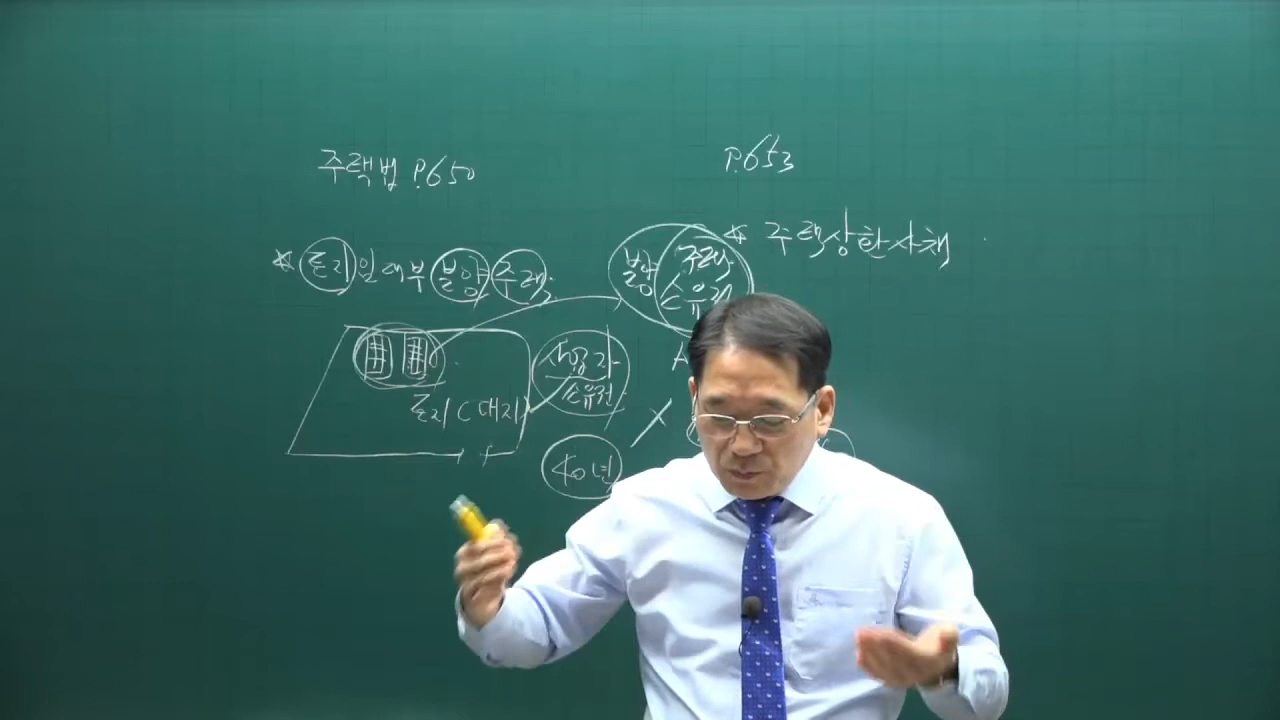 주택법 P.650
* 토지임대부 분양 주택
토지(대지)
사업자
소유권
40년
P.653
* 주택상환사채
분양
주택
소유권
A